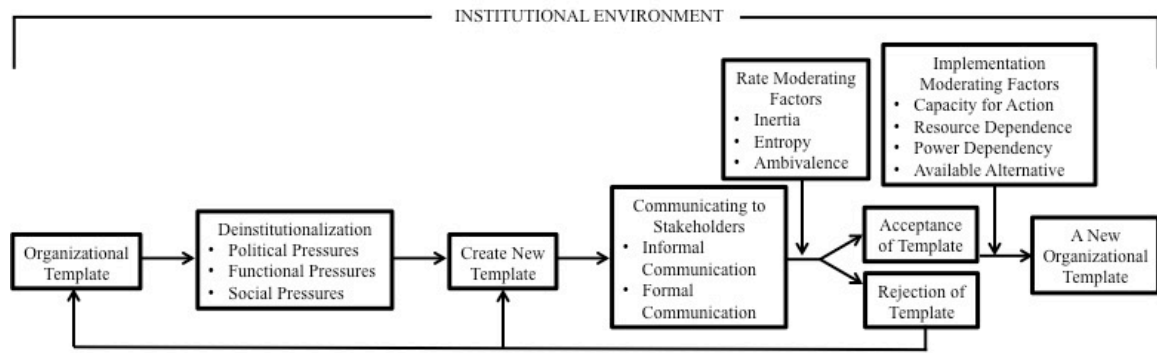 INSTITUTIONAL ENVIRONMENT
Rate Moderating
Factors
• Inertia
• Entropy
• Ambivalence
Implementation
Moderating Factors
• Capacity for Action
• Resource Dependence
• Power Dependency
• Available Alternative
Organizational
Template
Deinstitutionalization
• Political Pressures
• Functional Pressures
• Social Pressures
Create New
Template
Communicating to
Stakeholders
• Informal
Communication
• Formal
Communication
Acceptance
of Template
Rejection of
Template
A New
Organizational
Template